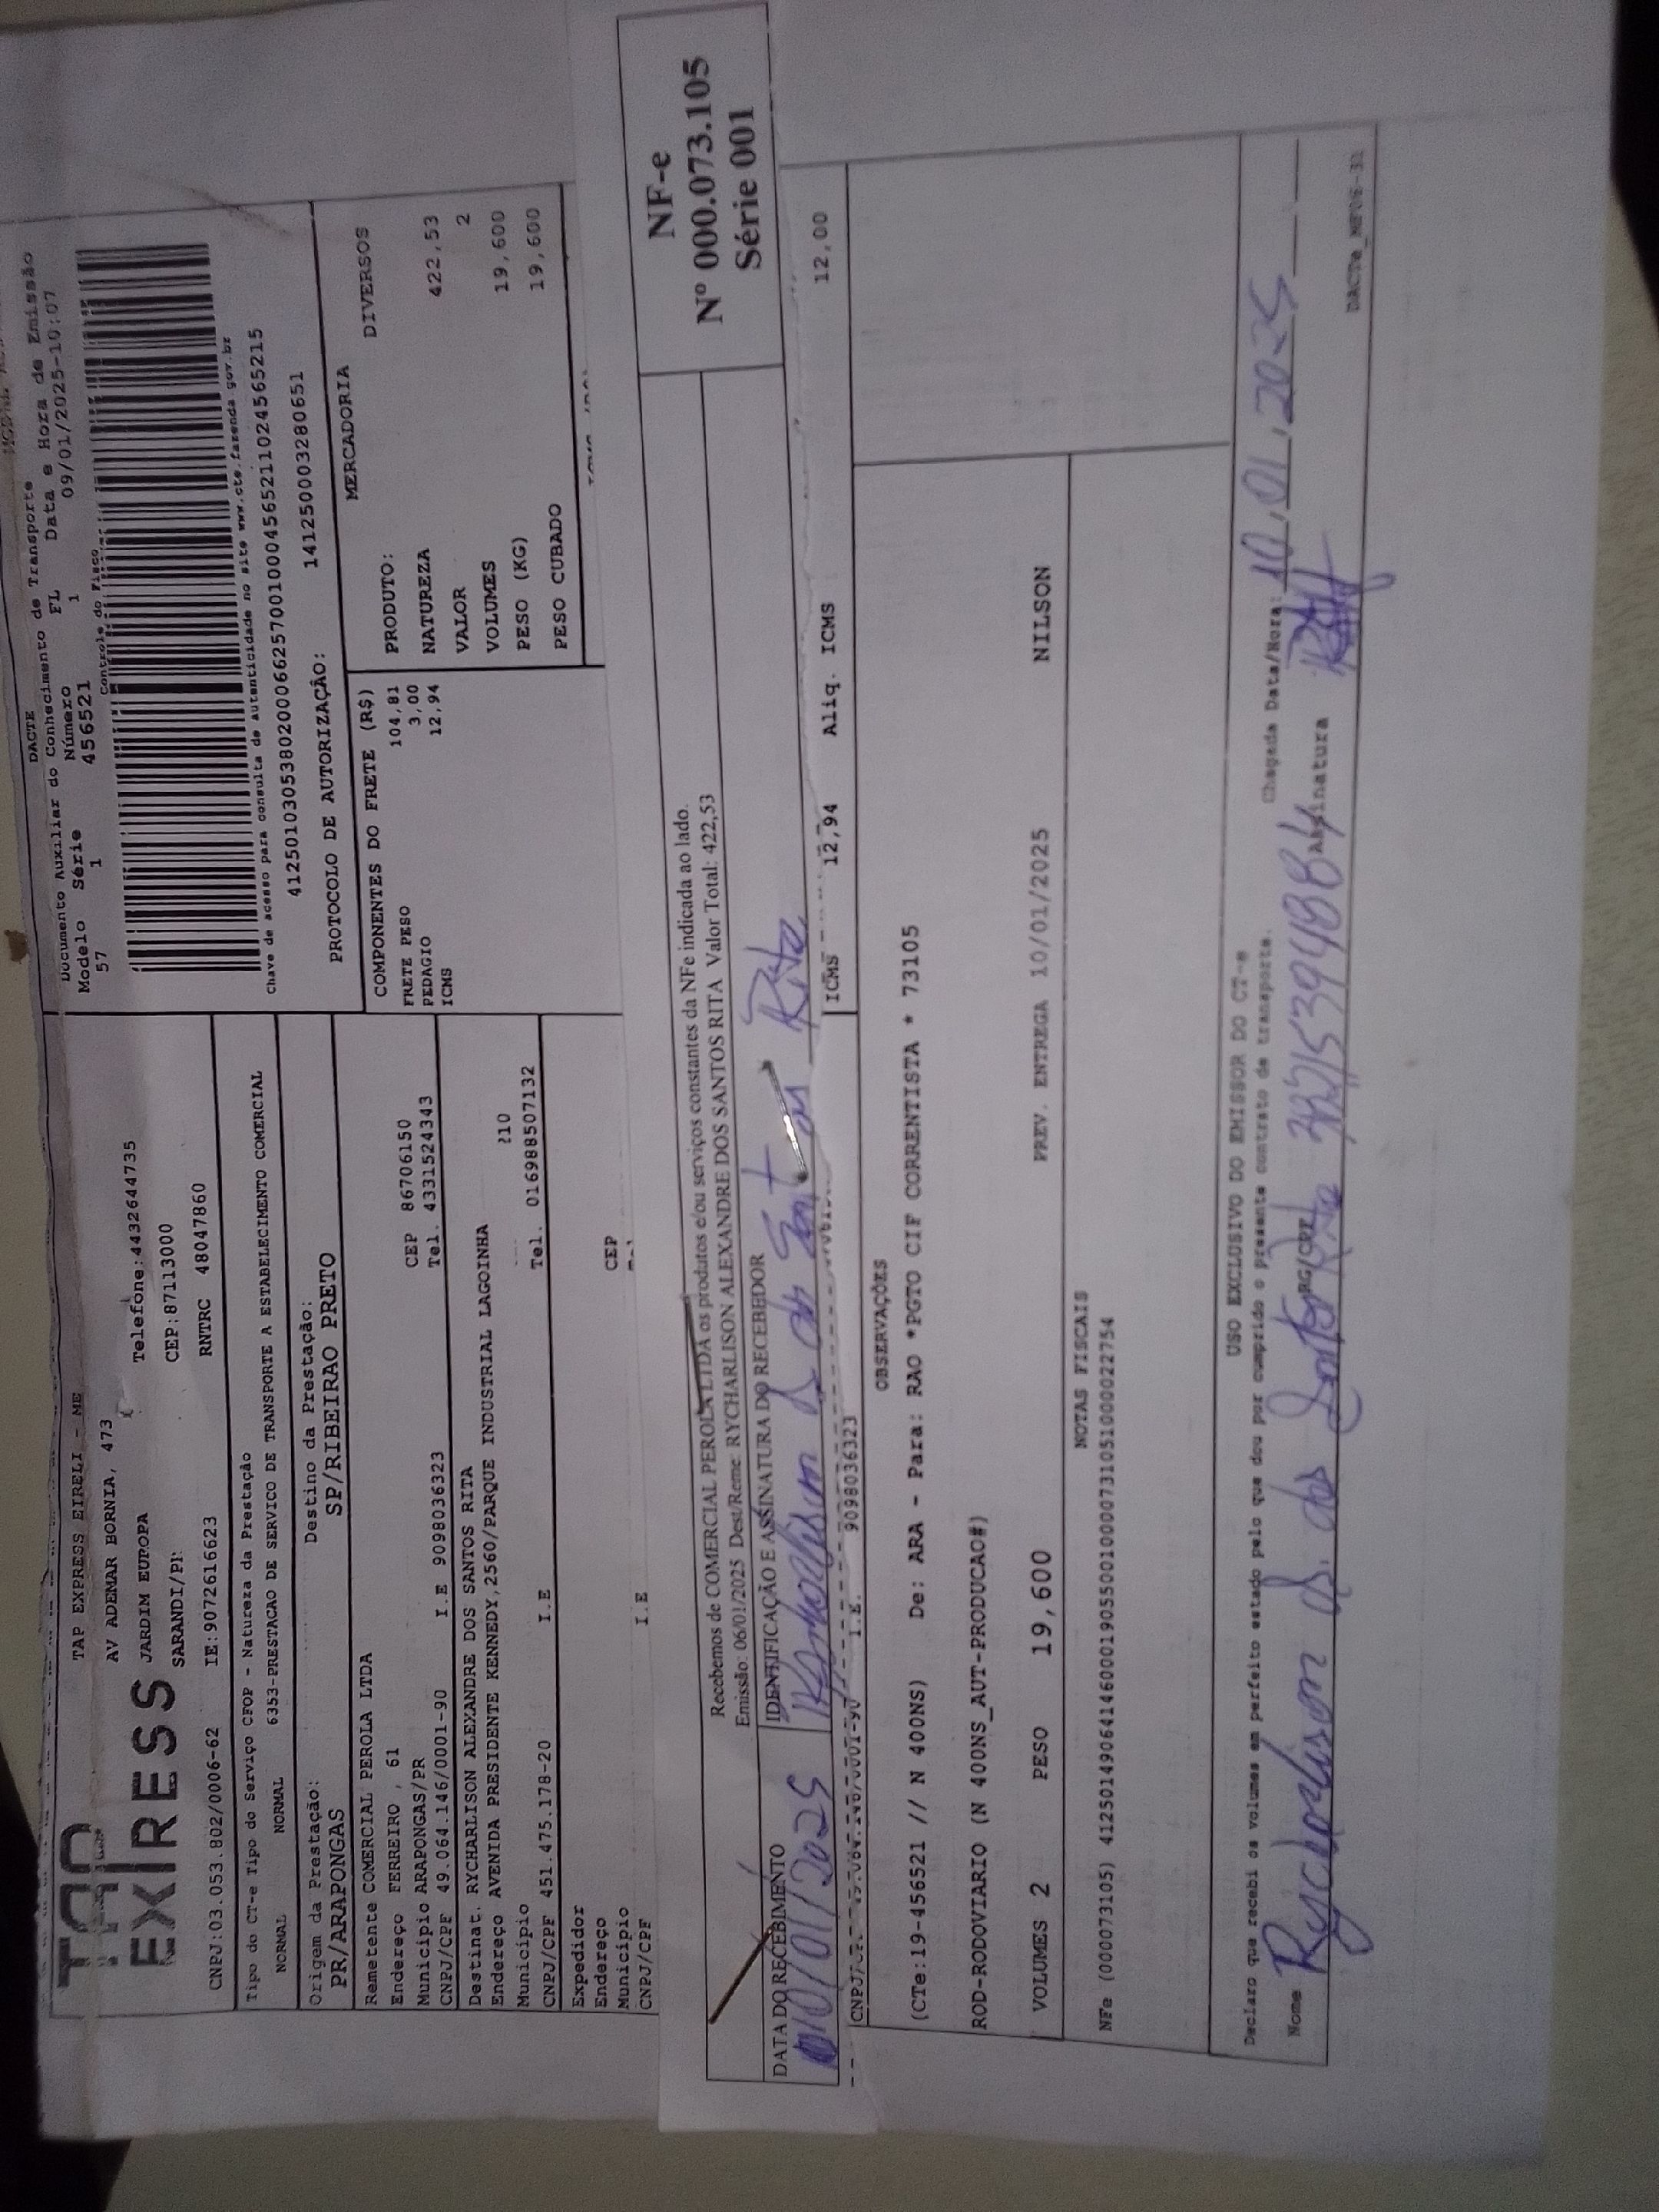 TAP EXPRESS EIRELI - ME
AV ADEMAR BORNIA, 473
JARDIM EUROPA Telefone:4432644735
SARANDI/PR CEP:87113000
CNPJ:03.053.802/0006-62 IE:9072616623 RNTRC 48047860
DACTE
Documento Auxiliar do Conhecimento de Transporte
Modelo Série Número FL Data e Hora de Emissão
57 1 456521 1 09/01/2025-10:07
Controle do Fisco
Chave de acesso para consulta de autenticidade no site www.cte.fazenda.gov.br
41250103053802000662570010004565211024565215
PROTOCOLO DE AUTORIZAÇÃO: 141250003280651
Tipo do CT-e Tipo do Serviço CFOP - Natureza da Prestação
NORMAL NORMAL 6353-PRESTACAO DE SERVICO DE TRANSPORTE A ESTABELECIMENTO COMERCIAL
Origem da Prestação: Destino da Prestação:
PR/ARAPONGAS SP/RIBEIRAO PRETO
Remetente COMERCIAL PEROLA LTDA
Endereço FERREIRO , 61 CEP 86706150
Município ARAPONGAS/PR Tel. 4331524343
CNPJ/CPF 49.064.146/0001-90 I.E 9098036323
Destinat. RYCHARLISON ALEXANDRE DOS SANTOS RITA
Endereço AVENIDA PRESIDENTE KENNEDY,2560/PARQUE INDUSTRIAL LAGOINHA
Município
CNPJ/CPF 451.475.178-20 I.E Tel. 016988507132
Expedidor
Endereço
Município CEP
CNPJ/CPF I.E
COMPONENTES DO FRETE (R$)
FRETE PESO 104,81
PEDAGIO 3,00
ICMS 12,94
MERCADORIA
PRODUTO: DIVERSOS
NATUREZA
VALOR 422,53
VOLUMES 2
PESO (KG) 19,600
PESO CUBADO 19,600
Recebemos de COMERCIAL PEROLA LTDA os produtos e/ou serviços constantes da NFe indicada ao lado.
Emissão: 06/01/2025 Dest/Reme: RYCHARLISON ALEXANDRE DOS SANTOS RITA Valor Total: 422,53
DATA DO RECEBIMENTO IDENTIFICAÇÃO E ASSINATURA DO RECEBEDOR
10/01/2025 Rycharlison A. dos Santos Rita
NF-e
Nº 000.073.105
Série 001
I.E. 9098036323 ICMS 12,94 Aliq. ICMS 12,00
OBSERVAÇÕES
(CTe:19-456521 // N 400NS) De: ARA - Para: RAO *PGTO CIF CORRENTISTA * 73105
ROD-RODOVIARIO (N 400NS_AUT-PRODUCAO#)
VOLUMES 2 PESO 19,600 PREV. ENTREGA 10/01/2025 NILSON
NOTAS FISCAIS
NFe (000073105) 41250149064146000190550010000731051000022754
USO EXCLUSIVO DO EMISSOR DO CT-e
Declaro que recebi os volumes em perfeito estado pelo que dou por cumprido o presente contrato de transporte. Chegada Data/Hora: 10/01/2025
Nome Rycharlison A. dos Santos Rita RG/CPF Assinatura